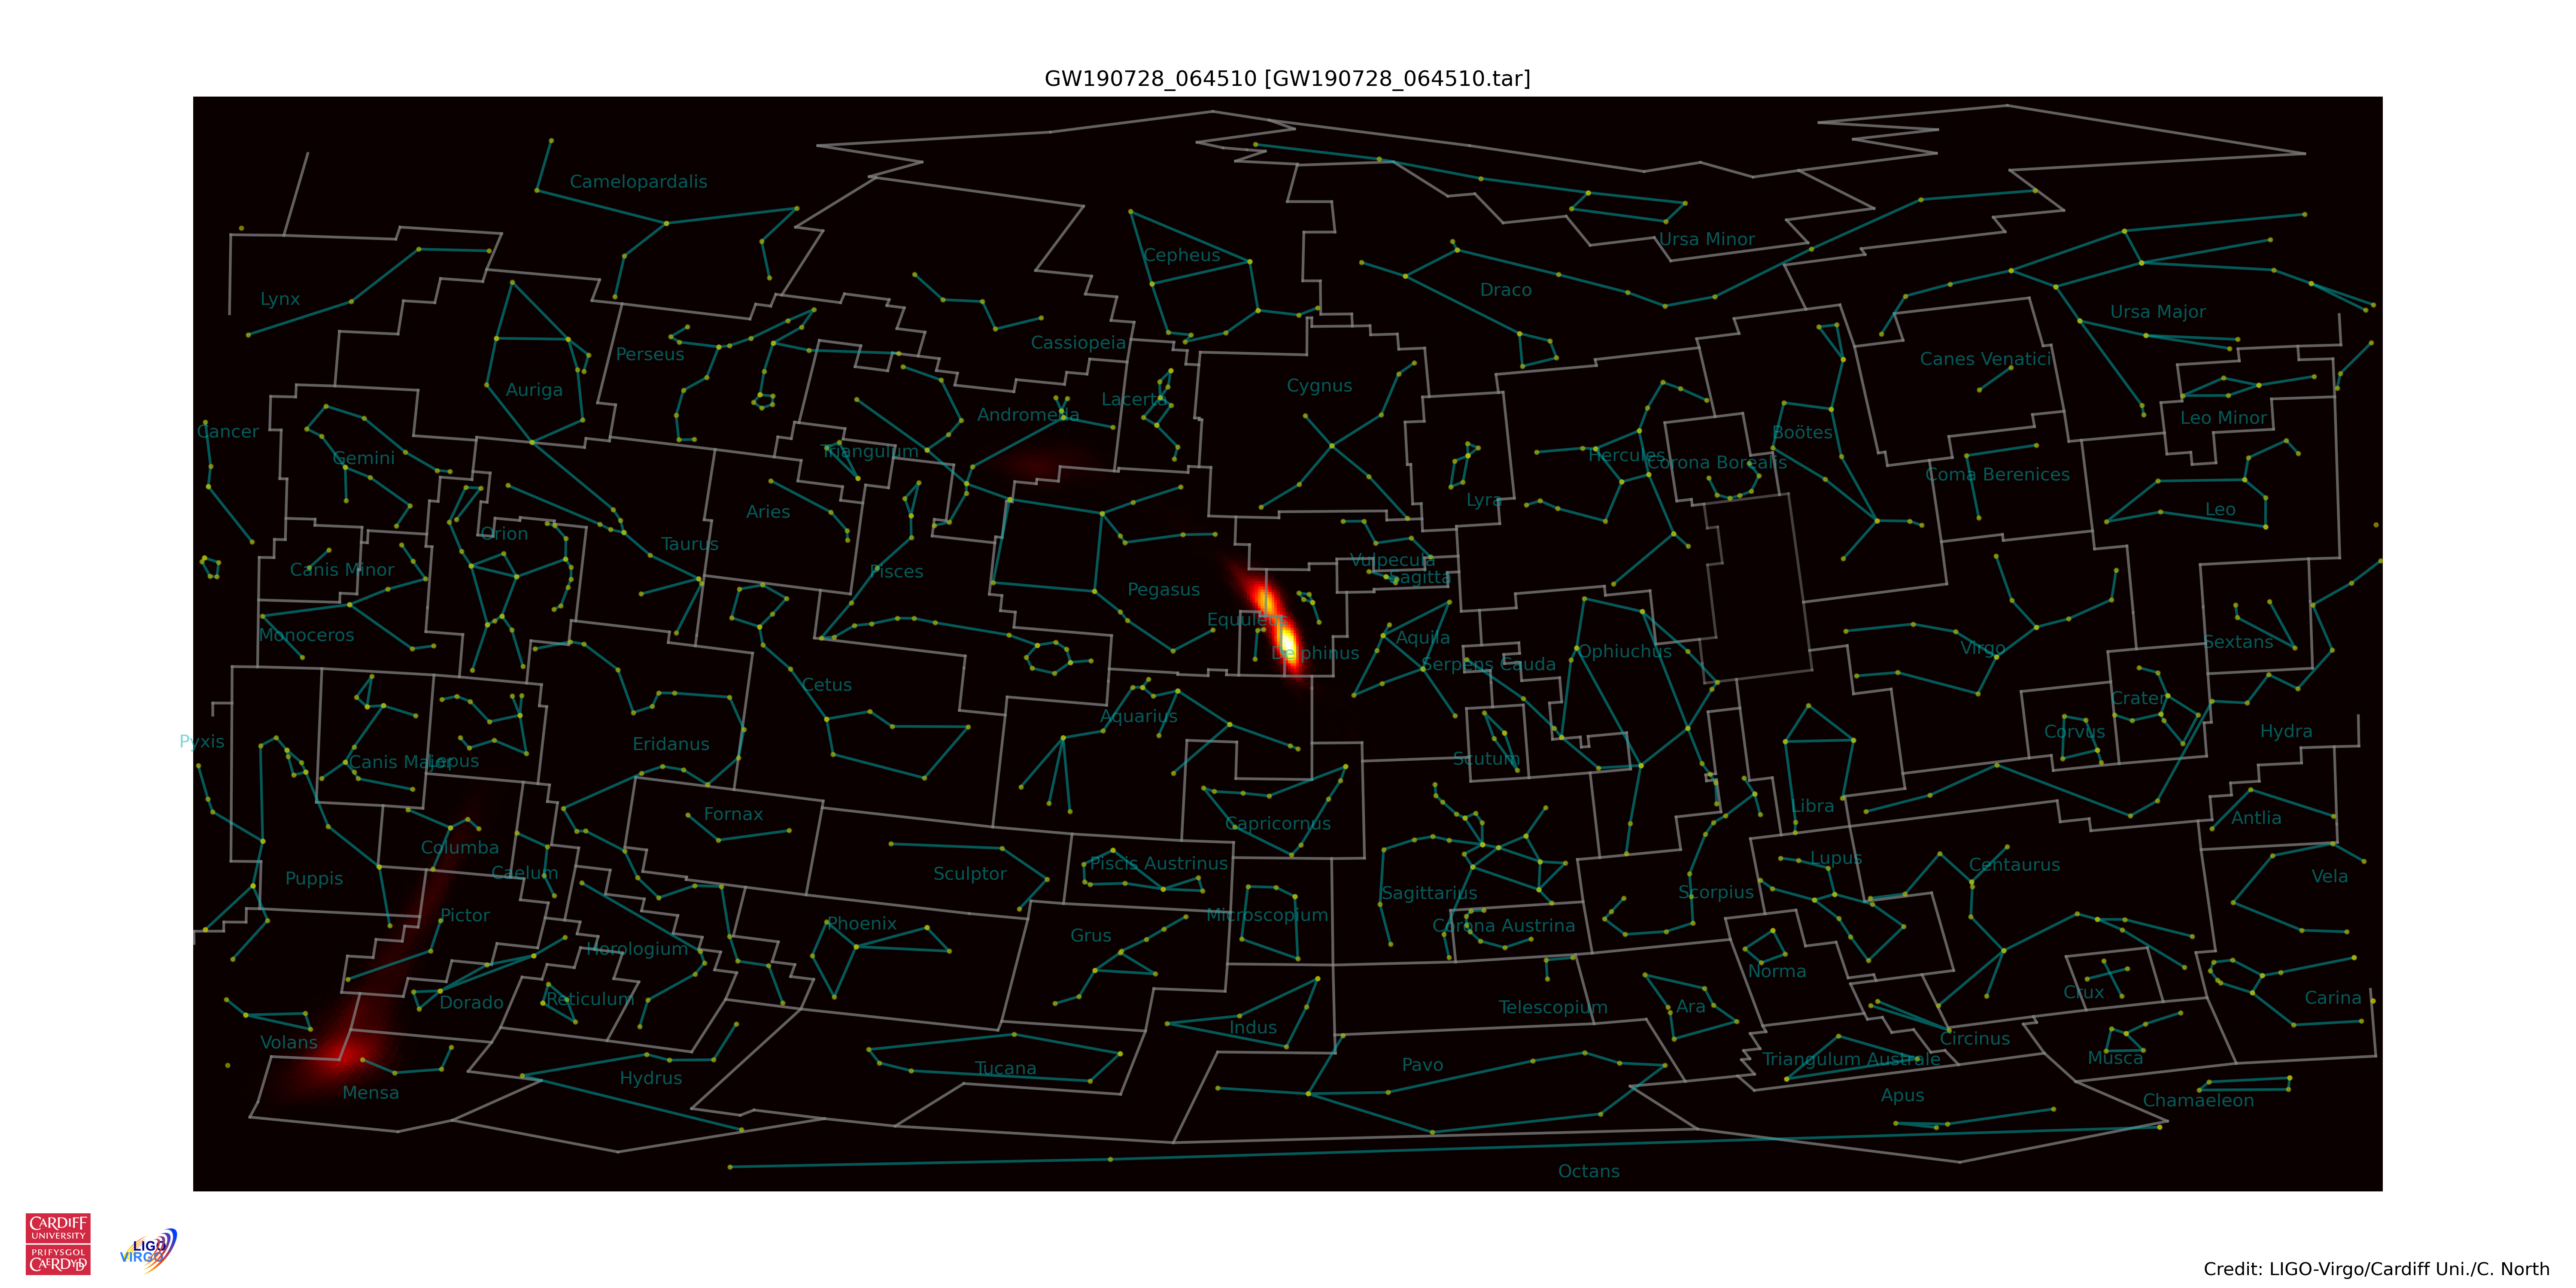 GW190728_064510 [GW190728_064510.tar]
Camelopardalis
Ursa Minor
Cepheus
Draco
Lynx
Ursa Major
Perseus
Cassiopeia
Canes Venatici
Auriga
Cygnus
Lacerta
Andromeda
Leo Minor
Cancer
Boötes
Gemini
Triangulum
Hercules
Corona Borealis
Coma Berenices
Lyra
Aries
Leo
Orion
Taurus
Vulpecula
Canis Minor
Pisces
Sagitta
Pegasus
Equuleus
Monoceros
Aquila
Delphinus
Serpens Cauda
Ophiuchus
Virgo
Sextans
Cetus
Crater
Aquarius
Pyxis
Eridanus
Corvus
Hydra
Canis Major
Lepus
Scutum
Fornax
Libra
Antlia
Capricornus
Columba
Caelum
Sculptor
Piscis Austrinus
Lupus
Centaurus
Puppis
Sagittarius
Scorpius
Vela
Pictor
Phoenix
Microscopium
Corona Austrina
Grus
Horologium
Norma
Dorado
Reticulum
Telescopium
Ara
Crux
Carina
Indus
Volans
Circinus
Tucana
Pavo
Triangulum Australe
Musca
Mensa
Hydrus
Apus
Chamaeleon
Octans
CARDIFF
UNIVERSITY
PRIFYSGOL
CAERDYDD
LIGO
VIRGO
Credit: LIGO-Virgo/Cardiff Uni./C. North